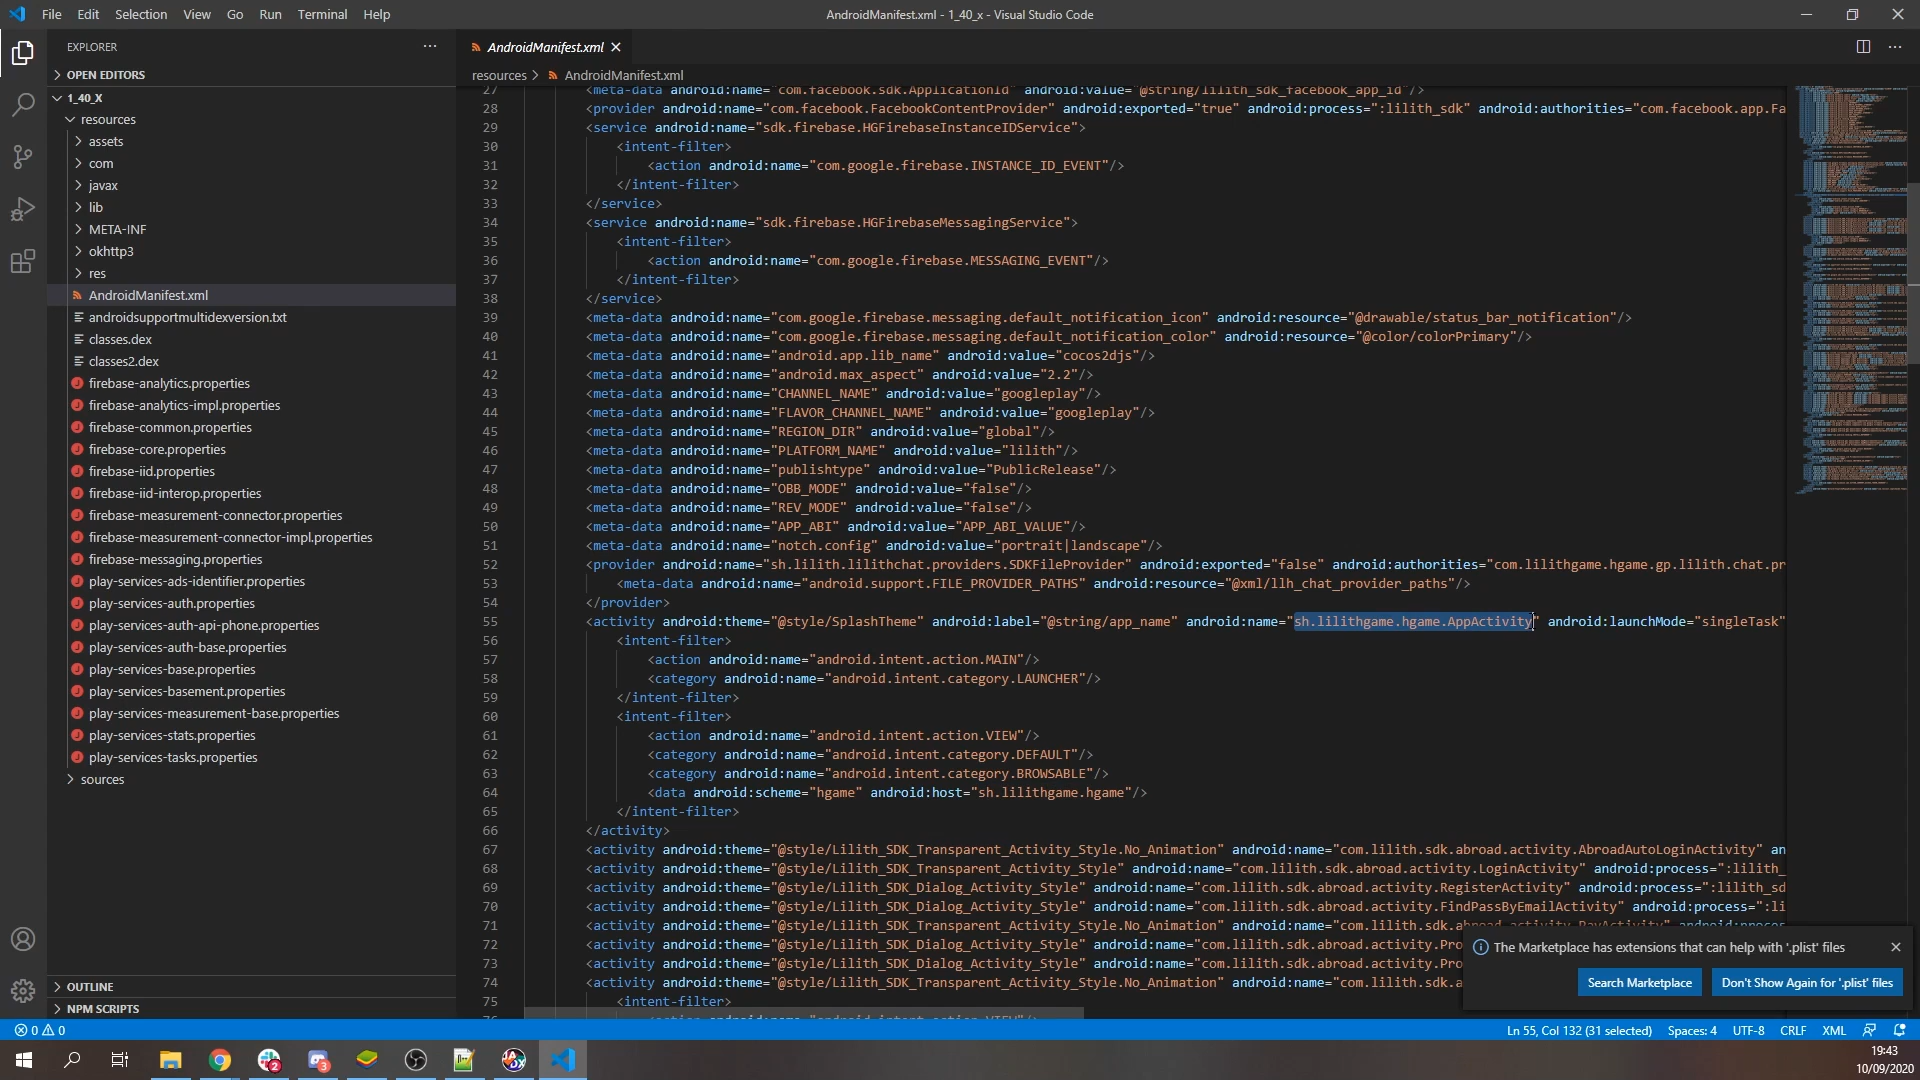 File Edit Selection View Go Run Terminal Help
AndroidManifest.xml - 1_40_x - Visual Studio Code
EXPLORER
OPEN EDITORS
1_40_X
resources
assets
com
javax
lib
META-INF
okhttp3
res
AndroidManifest.xml
androidsupportmultidexversion.txt
classes.dex
classes2.dex
firebase-analytics.properties
firebase-analytics-impl.properties
firebase-common.properties
firebase-core.properties
firebase-iid.properties
firebase-iid-interop.properties
firebase-measurement-connector.properties
firebase-measurement-connector-impl.properties
firebase-messaging.properties
play-services-ads-identifier.properties
play-services-auth.properties
play-services-auth-api-phone.properties
play-services-auth-base.properties
play-services-base.properties
play-services-basement.properties
play-services-measurement-base.properties
play-services-stats.properties
play-services-tasks.properties
sources
OUTLINE
NPM SCRIPTS
AndroidManifest.xml
resources > AndroidManifest.xml
27 <meta-data android:name="com.facebook.sdk.ApplicationId" android:value="@string/lilith_sdk_facebook_app_id"/>
28 <provider android:name="com.facebook.FacebookContentProvider" android:exported="true" android:process=":lilith_sdk" android:authorities="com.facebook.app.Fa
29 <service android:name="sdk.firebase.HGFirebaseInstanceIDService">
30 <intent-filter>
31 <action android:name="com.google.firebase.INSTANCE_ID_EVENT"/>
32 </intent-filter>
33 </service>
34 <service android:name="sdk.firebase.HGFirebaseMessagingService">
35 <intent-filter>
36 <action android:name="com.google.firebase.MESSAGING_EVENT"/>
37 </intent-filter>
38 </service>
39 <meta-data android:name="com.google.firebase.messaging.default_notification_icon" android:resource="@drawable/status_bar_notification"/>
40 <meta-data android:name="com.google.firebase.messaging.default_notification_color" android:resource="@color/colorPrimary"/>
41 <meta-data android:name="android.app.lib_name" android:value="cocos2djs"/>
42 <meta-data android:name="android.max_aspect" android:value="2.2"/>
43 <meta-data android:name="CHANNEL_NAME" android:value="googleplay"/>
44 <meta-data android:name="FLAVOR_CHANNEL_NAME" android:value="googleplay"/>
45 <meta-data android:name="REGION_DIR" android:value="global"/>
46 <meta-data android:name="PLATFORM_NAME" android:value="lilith"/>
47 <meta-data android:name="publishtype" android:value="PublicRelease"/>
48 <meta-data android:name="OBB_MODE" android:value="false"/>
49 <meta-data android:name="REV_MODE" android:value="false"/>
50 <meta-data android:name="APP_ABI" android:value="APP_ABI_VALUE"/>
51 <meta-data android:name="notch.config" android:value="portrait|landscape"/>
52 <provider android:name="sh.lilith.lilithchat.providers.SDKFileProvider" android:exported="false" android:authorities="com.lilithgame.hgame.gp.lilith.chat.pr
53 <meta-data android:name="android.support.FILE_PROVIDER_PATHS" android:resource="@xml/llh_chat_provider_paths"/>
54 </provider>
55 <activity android:theme="@style/SplashTheme" android:label="@string/app_name" android:name="sh.lilithgame.hgame.AppActivity" android:launchMode="singleTask"
56 <intent-filter>
57 <action android:name="android.intent.action.MAIN"/>
58 <category android:name="android.intent.category.LAUNCHER"/>
59 </intent-filter>
60 <intent-filter>
61 <action android:name="android.intent.action.VIEW"/>
62 <category android:name="android.intent.category.DEFAULT"/>
63 <category android:name="android.intent.category.BROWSABLE"/>
64 <data android:scheme="hgame" android:host="sh.lilithgame.hgame"/>
65 </intent-filter>
66 </activity>
67 <activity android:theme="@style/Lilith_SDK_Transparent_Activity_Style.No_Animation" android:name="com.lilith.sdk.abroad.activity.AbroadAutoLoginActivity" an
68 <activity android:theme="@style/Lilith_SDK_Transparent_Activity_Style" android:name="com.lilith.sdk.abroad.activity.LoginActivity" android:process=":lilith_
69 <activity android:theme="@style/Lilith_SDK_Dialog_Activity_Style" android:name="com.lilith.sdk.abroad.activity.RegisterActivity" android:process=":lilith_sd
70 <activity android:theme="@style/Lilith_SDK_Dialog_Activity_Style" android:name="com.lilith.sdk.abroad.activity.FindPassByEmailActivity" android:process=":li
71 <activity android:theme="@style/Lilith_SDK_Transparent_Activity_Style.No_Animation" android:name="com.lilith.sdk.abroad.activity.PayActivity" android:process
72 <activity android:theme="@style/Lilith_SDK_Dialog_Activity_Style" android:name="com.lilith.sdk.abroad.activity.Pro
73 <activity android:theme="@style/Lilith_SDK_Dialog_Activity_Style" android:name="com.lilith.sdk.abroad.activity.Pro
74 <activity android:theme="@style/Lilith_SDK_Transparent_Activity_Style.No_Animation" android:name="com.lilith.sdk.a
75 <intent-filter>
The Marketplace has extensions that can help with '.plist' files
Search Marketplace
Don't Show Again for '.plist' files
0 0
Ln 55, Col 132 (31 selected) Spaces: 4 UTF-8 CRLF XML
2
3
19:43
10/09/2020